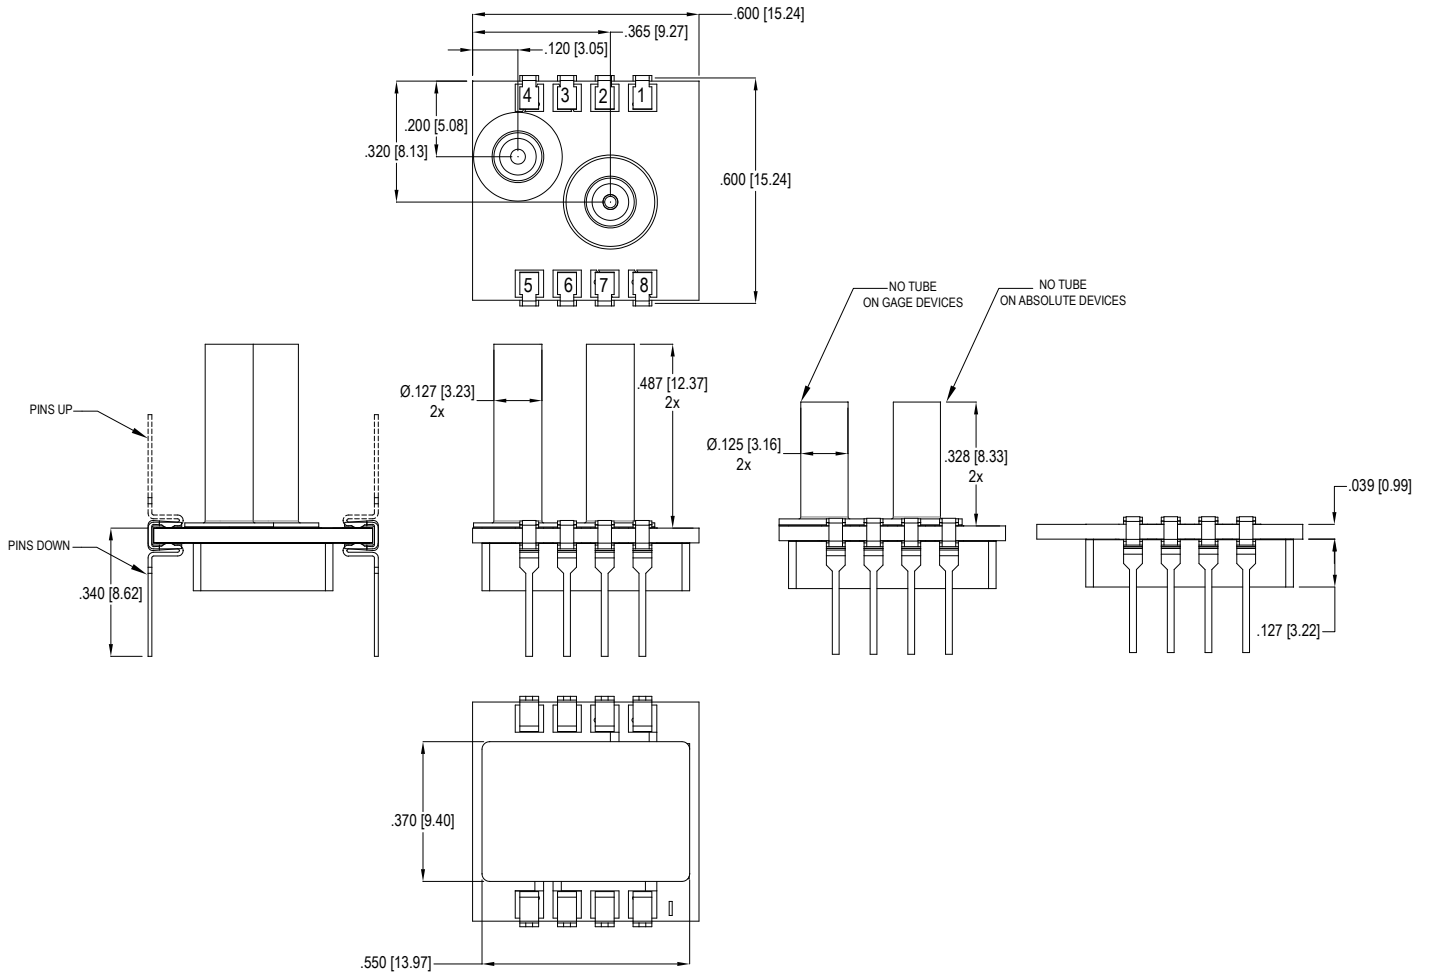 .600 [15.24]
.365 [9.27]
.120 [3.05]
4 3 2 1
.200 [5.08]
.320 [8.13]
.600 [15.24]
5 6 7 8
NO TUBE
ON GAGE DEVICES
NO TUBE
ON ABSOLUTE DEVICES
PINS UP
PINS DOWN
.340 [8.62]
Ø.127 [3.23]
2x
.487 [12.37]
2x
Ø.125 [3.16]
2x
.328 [8.33]
2x
.039 [0.99]
.127 [3.22]
.370 [9.40]
.550 [13.97]